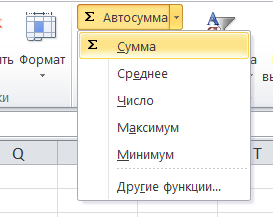 Σ Автосумма
Σ Сумма
Среднее
Число
Максимум
Минимум
Другие функции...
Формат
Q
T